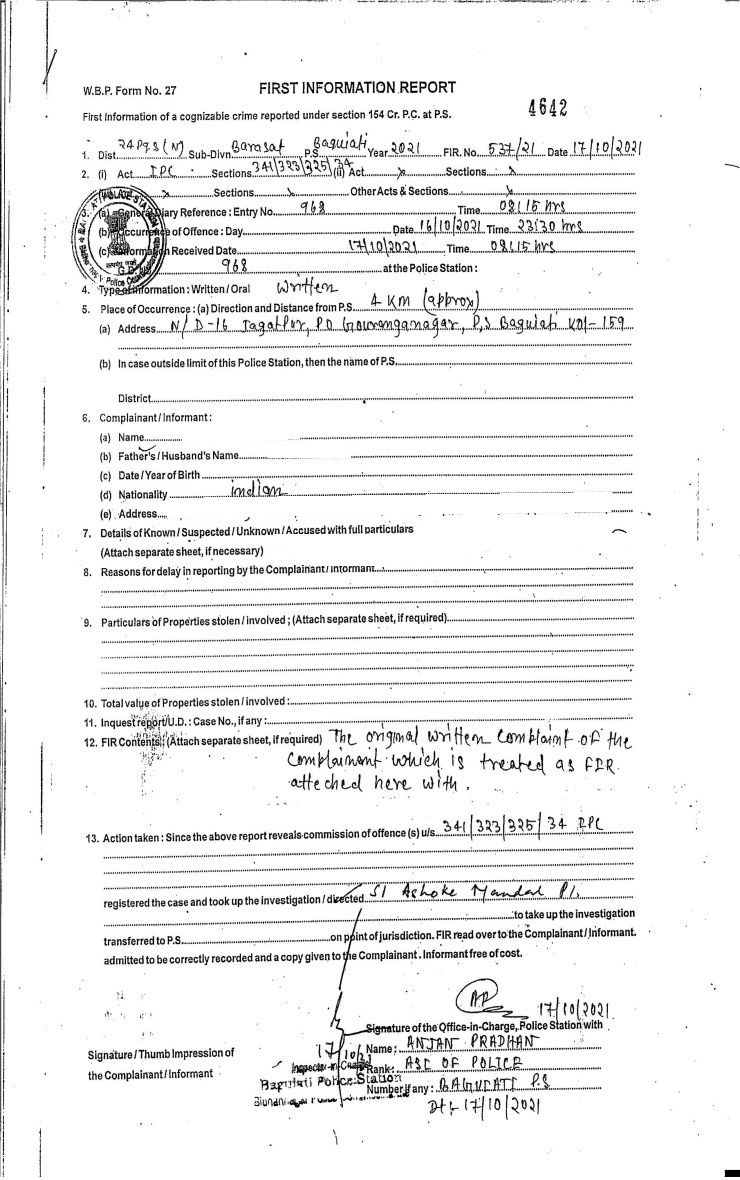 W.B.P. Form No. 27 FIRST INFORMATION REPORT
4642
First Information of a cognizable crime reported under section 154 Cr. P.C. at P.S.
1. Dist. 24 Pgs (N) Sub-Divn. Barasat P.S. Baguiati Year 2021 FIR. No. 537/21 Date 17/10/2021
2. (i) Act IPC Sections 341/323/325/34 (ii) Act x Sections x
x Sections x Other Acts & Sections x
3. (a) General Diary Reference : Entry No. 968 Time 08:15 hrs
(b) Occurrence of Offence : Day Date 16/10/2021 Time 23:30 hrs
(c) Information Received Date 17/10/2021 Time 08:15 hrs
968 at the Police Station :
4. Type of Information : Written / Oral Written
5. Place of Occurrence : (a) Direction and Distance from P.S. 4 KM (approx)
(a) Address N/D-16 Jagatpur, PO Gouranganagar, P.S Baguiati Kol-159
(b) In case outside limit of this Police Station, then the name of P.S.
District
6. Complainant / Informant :
(a) Name
(b) Father's / Husband's Name
(c) Date / Year of Birth
(d) Nationality indian
(e) Address
7. Details of Known / Suspected / Unknown / Accused with full particulars
(Attach separate sheet, if necessary)
8. Reasons for delay in reporting by the Complainant / Informant
9. Particulars of Properties stolen / involved ; (Attach separate sheet, if required)
10. Total value of Properties stolen / involved :
11. Inquest report/U.D. : Case No., if any :
12. FIR Contents : (Attach separate sheet, if required) The original written complaint of the
complainent which is treated as FIR
atteched here with.
13. Action taken : Since the above report reveals commission of offence (s) u/s. 341/323/325/34 IPC
registered the case and took up the investigation / directed SI Ashoke Mandal
to take up the investigation
transferred to P.S. on point of jurisdiction. FIR read over to the Complainant / Informant.
admitted to be correctly recorded and a copy given to the Complainant . Informant free of cost.
17/10/2021
Signature of the Office-in-Charge, Police Station with
Signature / Thumb Impression of
the Complainant / Informant
17/10/2
Inspector-in-Charge
Baguiati Police Station
Name : ANJAN PRADHAN
Rank : ASI OF POLICE
Number if any : BAGUIATI P.S
Dt- 17/10/2021